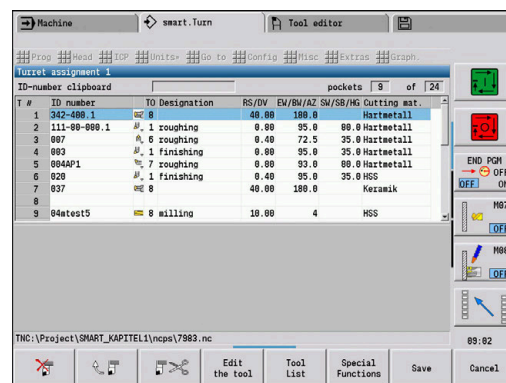 Machine smart.Turn Tool editor
Prog Head ICP Units» Go to Config Misc Extras Graph.
Turret assignment 1
ID-number clipboard pockets 9 of 24
T # ID number TO Designation RS/DV EW/BW/AZ SW/SB/HG Cutting mat.
1 342-400.1 8 40.00 180.0 Hartmetall
2 111-80-080.1 1 roughing 0.80 95.0 80.0 Hartmetall
3 007 6 roughing 0.40 72.5 35.0 Hartmetall
4 003 1 finishing 0.80 95.0 35.0 Hartmetall
5 004AP1 7 roughing 0.80 93.0 80.0 Hartmetall
6 020 1 finishing 0.40 95.0 35.0 HSS
7 037 8 40.00 180.0 Keramik
8
9 04mtest5 8 milling 10.00 4 HSS
END PGM
OFF
OFF ON
M07
OFF
M08
OFF
TNC:\Project\SMART_KAPITEL1\ncps\7983.nc
09:02
Edit the tool
Tool List
Special Functions
Save
Cancel